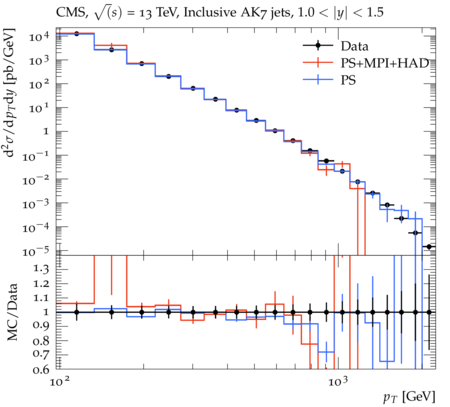 CMS, √(s) = 13 TeV, Inclusive AK7 jets, 1.0 < |y| < 1.5
10⁴
10³
10²
10¹
1
10⁻¹
10⁻²
10⁻³
10⁻⁴
10⁻⁵
d²σ/dp_T dy [pb/GeV]
Data
PS+MPI+HAD
PS
1.3
1.2
1.1
1
0.9
0.8
0.7
0.6
MC/Data
10² 10³
p_T [GeV]